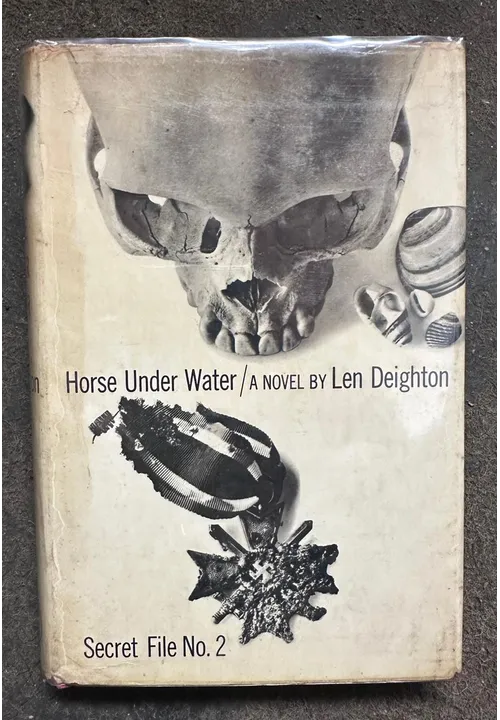 Horse Under Water/A NOVEL BY Len Deighton
Secret File No. 2